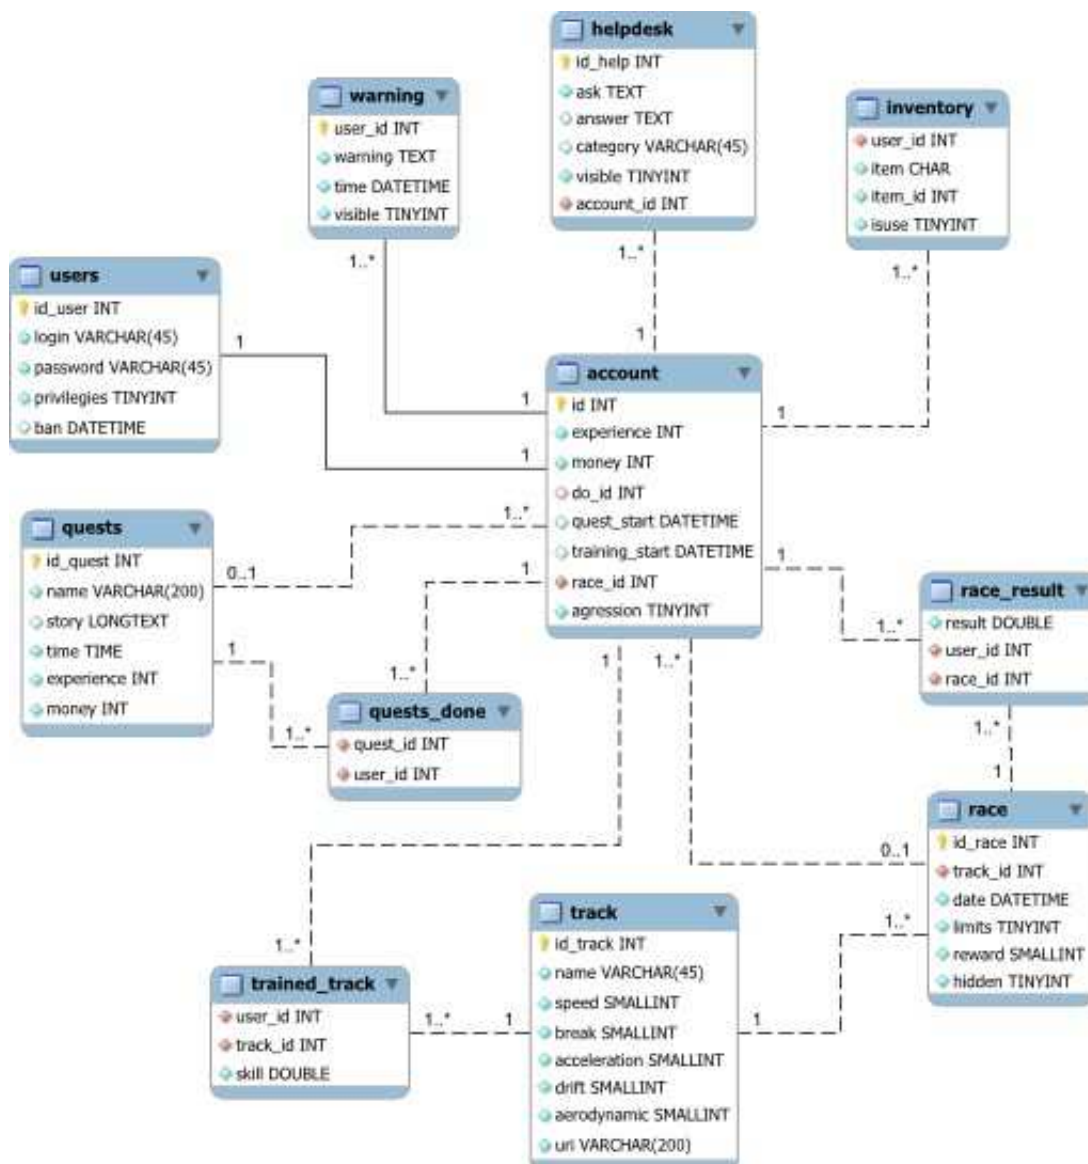 helpdesk
id_help INT
ask TEXT
answer TEXT
category VARCHAR(45)
visible TINYINT
account_id INT
warning
user_id INT
warning TEXT
time DATETIME
visible TINYINT
inventory
user_id INT
item CHAR
item_id INT
isuse TINYINT
1..*
1..*
1..*
users
id_user INT
login VARCHAR(45)
password VARCHAR(45)
privilegies TINYINT
ban DATETIME
1
1
1
1
1
account
id INT
experience INT
money INT
do_id INT
quest_start DATETIME
training_start DATETIME
race_id INT
agression TINYINT
quests
id_quest INT
name VARCHAR(200)
story LONGTEXT
time TIME
experience INT
money INT
1..*
0..1
1
1
1..*
1..*
1
1..*
1
1..*
race_result
result DOUBLE
user_id INT
race_id INT
quests_done
quest_id INT
user_id INT
1..*
1
0..1
race
id_race INT
track_id INT
date DATETIME
limits TINYINT
reward SMALLINT
hidden TINYINT
1..*
1
track
id_track INT
name VARCHAR(45)
speed SMALLINT
break SMALLINT
acceleration SMALLINT
drift SMALLINT
aerodynamic SMALLINT
url VARCHAR(200)
1..*
trained_track
user_id INT
track_id INT
skill DOUBLE
1..*
1